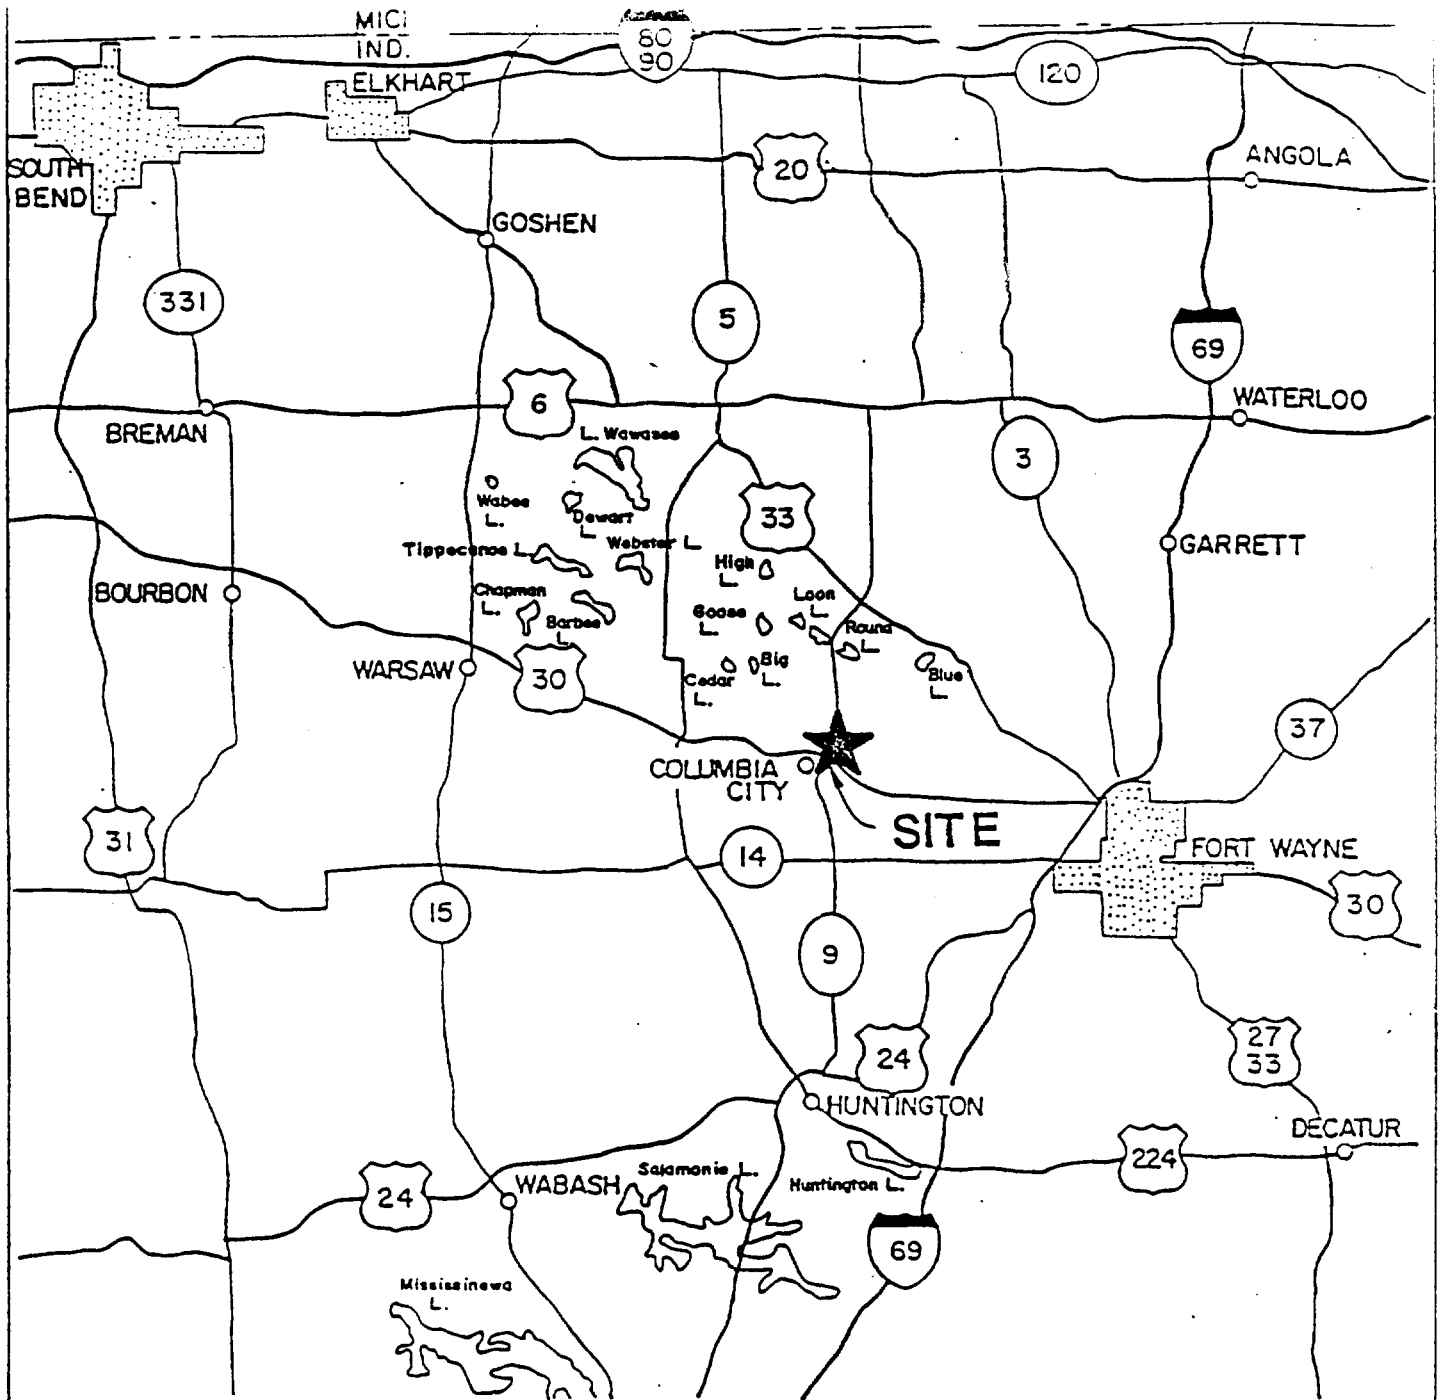 MICI
IND.
80
90
ELKHART
120
SOUTH
BEND
20
ANGOLA
GOSHEN
331
5
69
6
WATERLOO
BREMAN
L. Wawasee
3
Wabee
L.
Dewart
L.
33
Tippecanoe L.
Webster L.
GARRETT
High
L.
Chapman
L.
Barbee
L.
Goose
L.
Loon
L.
Round
L.
BOURBON
WARSAW
30
Cedar
L.
Big
L.
Blue
L.
37
COLUMBIA
CITY
SITE
31
14
FORT WAYNE
15
30
9
24
27
33
HUNTINGTON
DECATUR
224
24
WABASH
Salamonie L.
Huntington L.
69
Mississinewa
L.